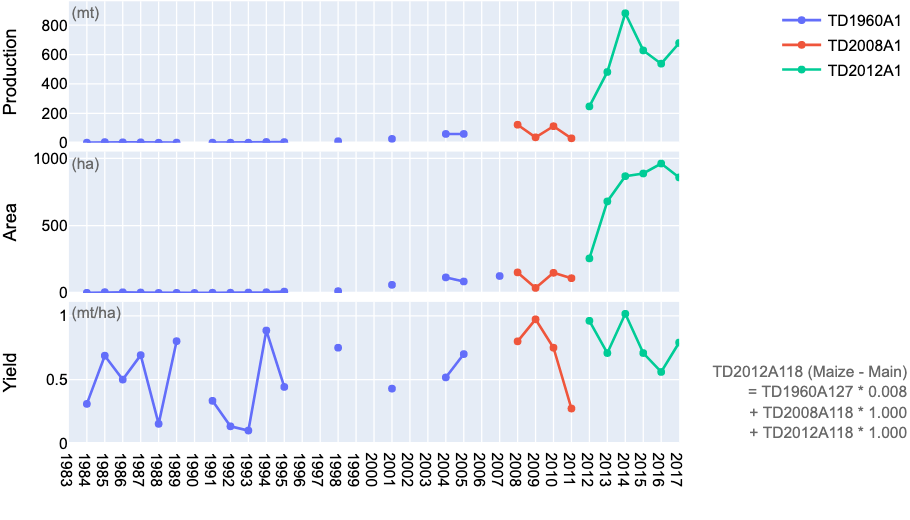 (mt)
Production
800
600
400
200
0
TD1960A1
TD2008A1
TD2012A1
(ha)
Area
1000
500
0
(mt/ha)
Yield
1
0.5
0
1983 1984 1985 1986 1987 1988 1989 1990 1991 1992 1993 1994 1995 1996 1997 1998 1999 2000 2001 2002 2003 2004 2005 2006 2007 2008 2009 2010 2011 2012 2013 2014 2015 2016 2017
TD2012A118 (Maize - Main)
= TD1960A127 * 0.008
+ TD2008A118 * 1.000
+ TD2012A118 * 1.000